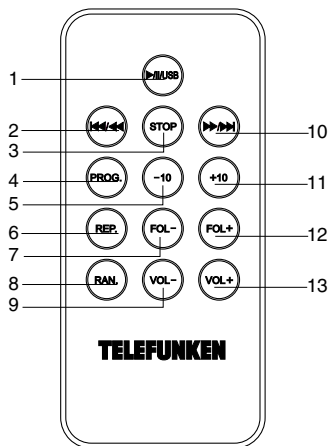 1 ▶/II/USB
2 |◀◀/◀◀
3 STOP
▶▶/▶▶| 10
4 PROG.
5 −10
+10 11
6 REP.
7 FOL−
FOL+ 12
8 RAN.
9 VOL−
VOL+ 13
TELEFUNKEN